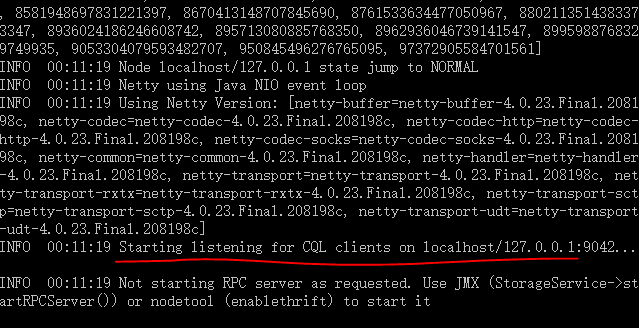 , 8581948697831221397, 8670413148707845690, 8761533634477050967, 880211351438337
3347, 8936024186246608742, 895713080885768350, 8962936046739141547, 899598876832
9749935, 9053304079593482707, 950845496276765095, 97372905584701561]
INFO  00:11:19 Node localhost/127.0.0.1 state jump to NORMAL
INFO  00:11:19 Netty using Java NIO event loop
INFO  00:11:19 Using Netty Version: [netty-buffer=netty-buffer-4.0.23.Final.2081
98c, netty-codec=netty-codec-4.0.23.Final.208198c, netty-codec-http=netty-codec-
http-4.0.23.Final.208198c, netty-codec-socks=netty-codec-socks-4.0.23.Final.2081
98c, netty-common=netty-common-4.0.23.Final.208198c, netty-handler=netty-handler
-4.0.23.Final.208198c, netty-transport=netty-transport-4.0.23.Final.208198c, net
ty-transport-rxtx=netty-transport-rxtx-4.0.23.Final.208198c, netty-transport-sct
p=netty-transport-sctp-4.0.23.Final.208198c, netty-transport-udt=netty-transport
-udt-4.0.23.Final.208198c]
INFO  00:11:19 Starting listening for CQL clients on localhost/127.0.0.1:9042...
INFO  00:11:19 Not starting RPC server as requested. Use JMX (StorageService->st
artRPCServer()) or nodetool (enablethrift) to start it